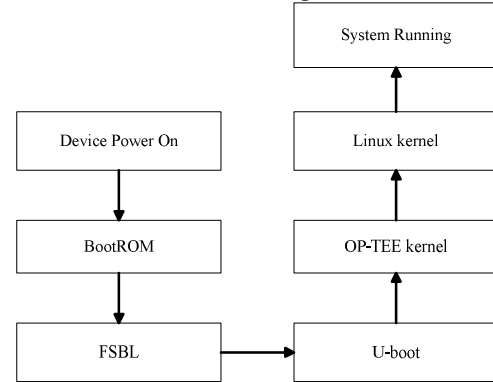 Device Power On
BootROM
FSBL
U-boot
OP-TEE kernel
Linux kernel
System Running